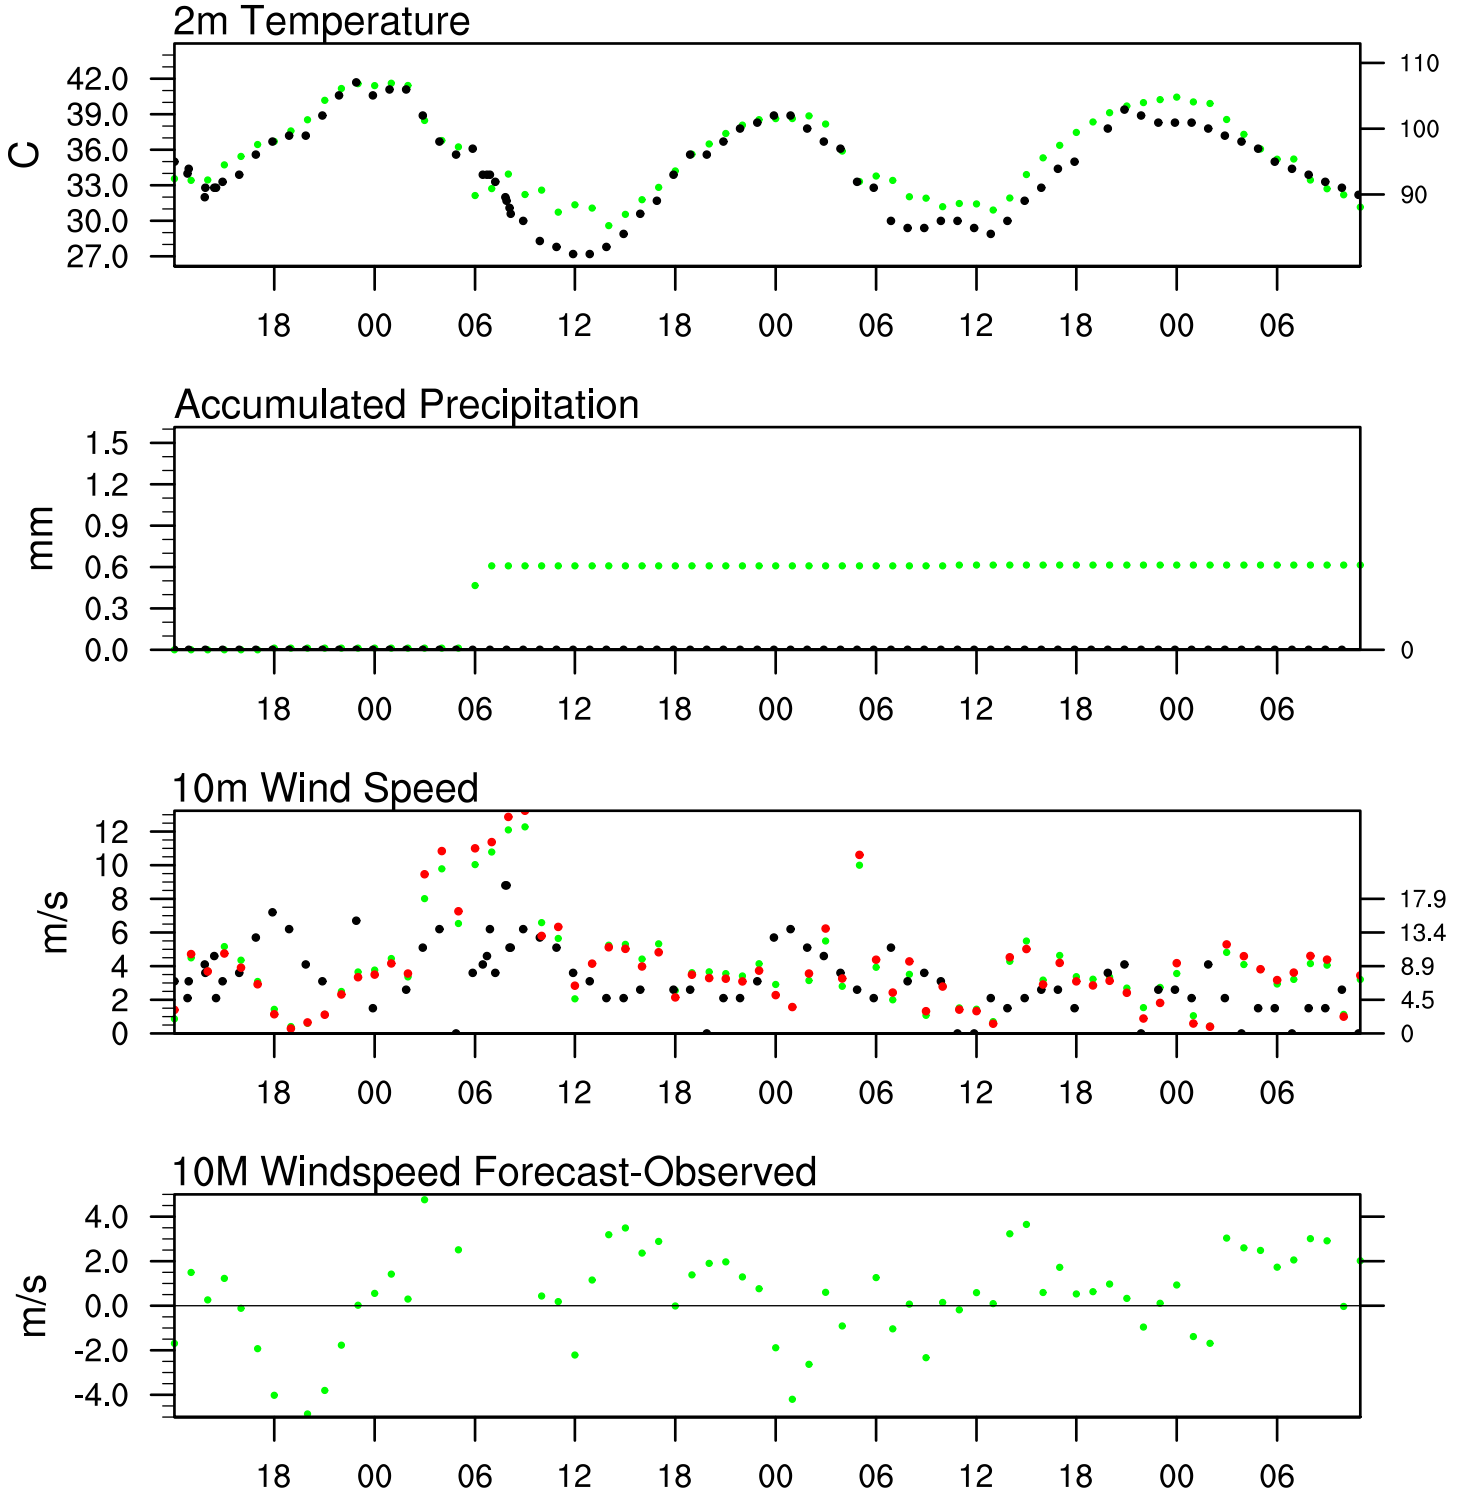 2m Temperature
42.0
39.0
36.0
33.0
30.0
27.0
C
110
100
90
18 00 06 12 18 00 06 12 18 00 06
Accumulated Precipitation
1.5
1.2
0.9
0.6
0.3
0.0
mm
0
18 00 06 12 18 00 06 12 18 00 06
10m Wind Speed
12
10
8
6
4
2
0
m/s
17.9
13.4
8.9
4.5
0
18 00 06 12 18 00 06 12 18 00 06
10M Windspeed Forecast-Observed
4.0
2.0
0.0
-2.0
-4.0
m/s
18 00 06 12 18 00 06 12 18 00 06